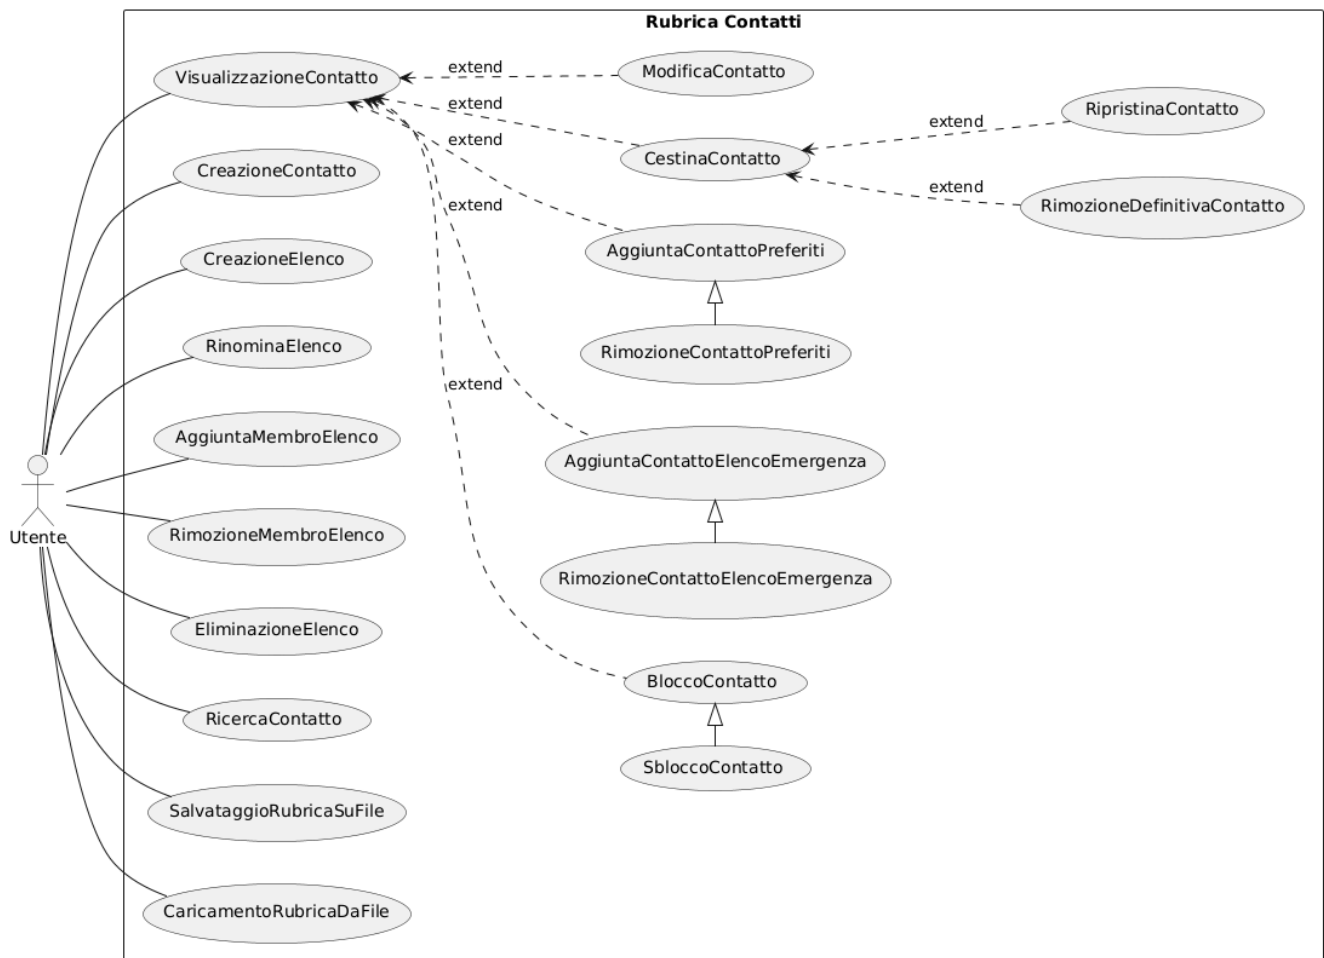 Rubrica Contatti
VisualizzazioneContatto
extend
ModificaContatto
extend
CestinaContatto
extend
RipristinaContatto
extend
RimozioneDefinitivaContatto
extend
AggiuntaContattoPreferiti
RimozioneContattoPreferiti
extend
AggiuntaContattoElencoEmergenza
RimozioneContattoElencoEmergenza
extend
BloccoContatto
SbloccoContatto
CreazioneContatto
CreazioneElenco
RinominaElenco
AggiuntaMembroElenco
Utente
RimozioneMembroElenco
EliminazioneElenco
RicercaContatto
SalvataggioRubricaSuFile
CaricamentoRubricaDaFile